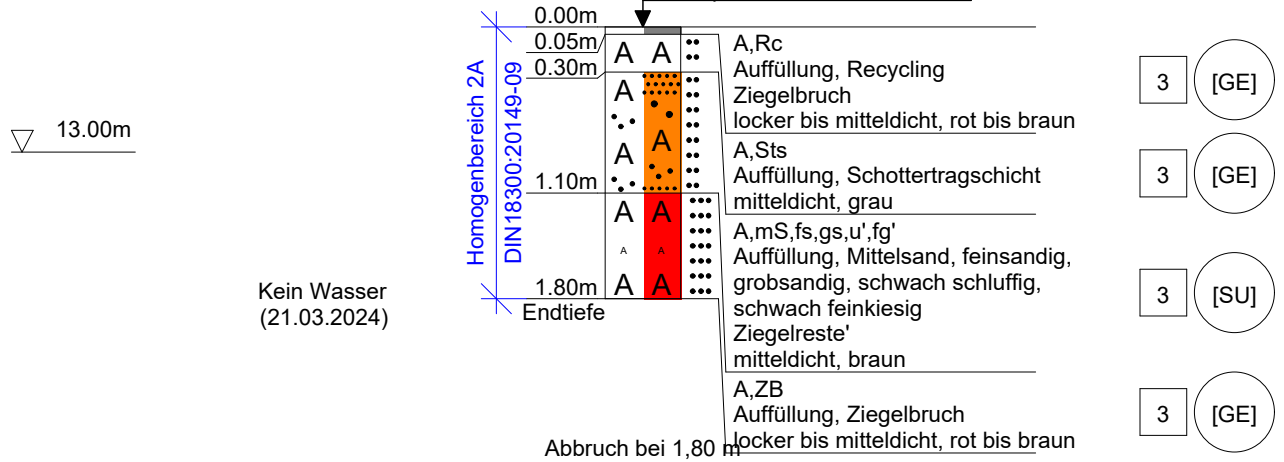 0.00m
0.05m
0.30m
1.10m
1.80m
Endtiefe
13.00m
Kein Wasser
(21.03.2024)
Homogenbereich 2A
DIN18300:20149-09
A A
A
A
A
A A
A A
A A
A,Rc
Auffüllung, Recycling
Ziegelbruch
locker bis mitteldicht, rot bis braun
3 [GE]
A,Sts
Auffüllung, Schottertragschicht
mitteldicht, grau
3 [GE]
A,mS,fs,gs,u',fg'
Auffüllung, Mittelsand, feinsandig,
grobsandig, schwach schluffig,
schwach feinkiesig
Ziegelreste'
mitteldicht, braun
3 [SU]
A,ZB
Auffüllung, Ziegelbruch
locker bis mitteldicht, rot bis braun
3 [GE]
Abbruch bei 1,80 m